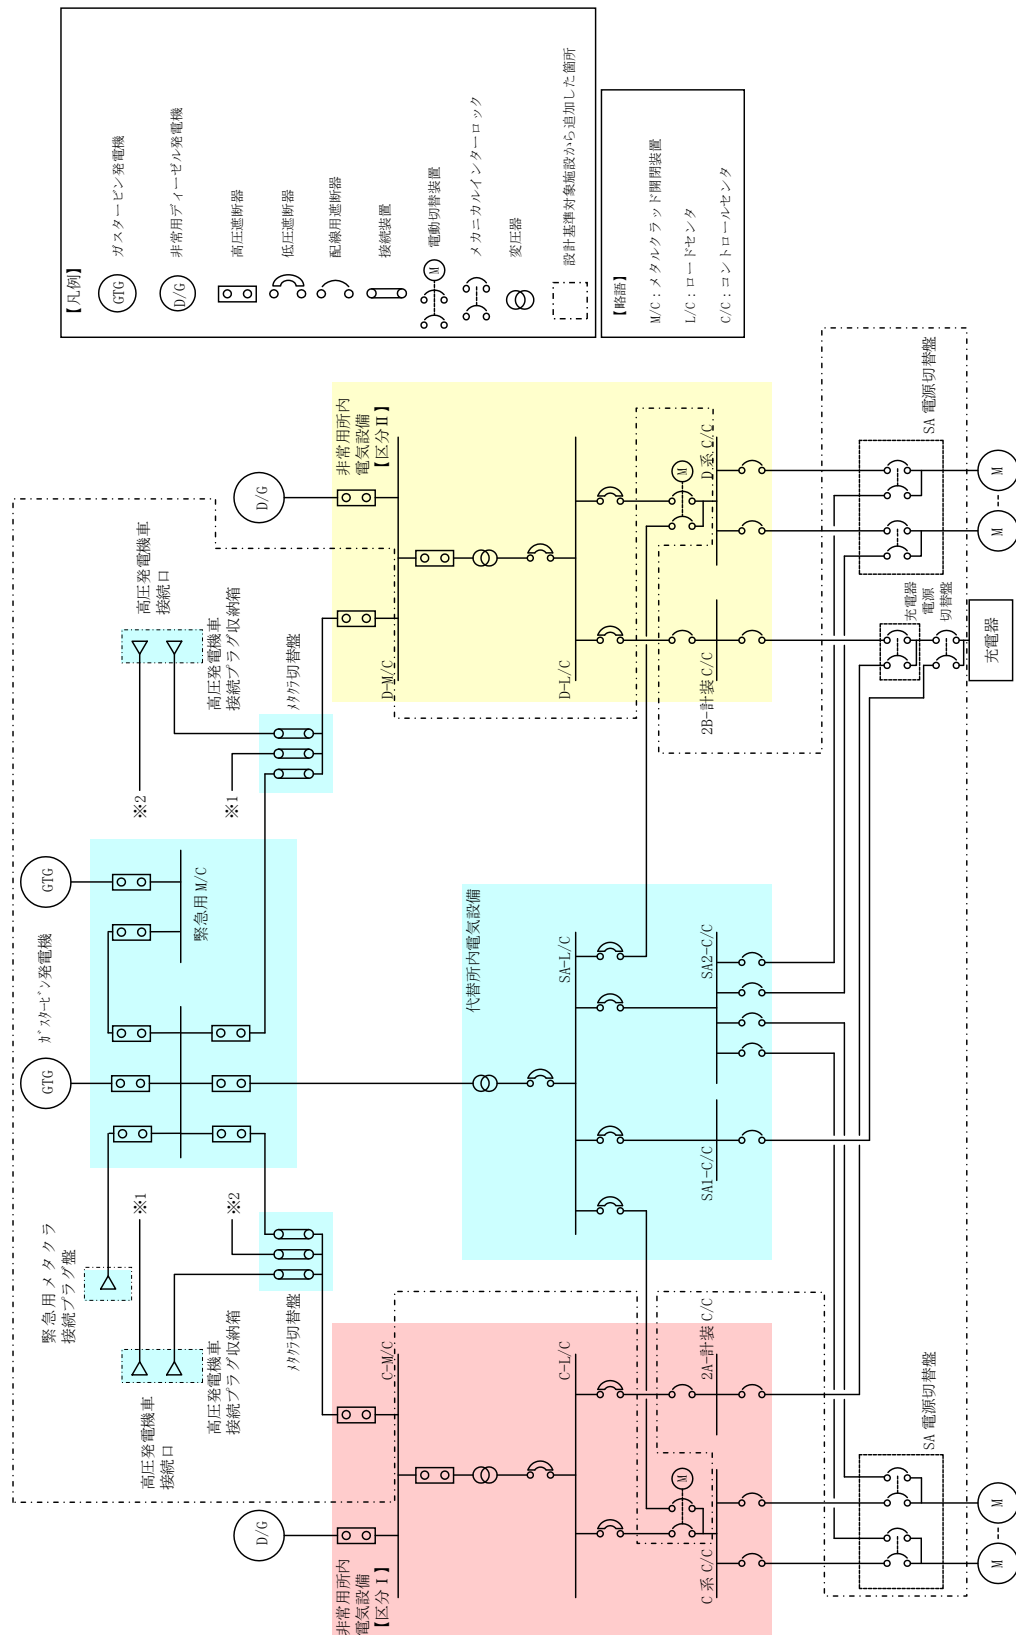 【凡例】
GTG
ガスタービン発電機
D/G
非常用ディーゼル発電機
高圧遮断器
低圧遮断器
配線用遮断器
接続装置
M
電動切替装置
メカニカルインターロック
変圧器
設計基準対象施設から追加した箇所
【略語】
M/C：メタルクラッド開閉装置
L/C：ロードセンタ
C/C：コントロールセンタ
緊急用メタクラ
接続プラグ盤
GTG
ｶﾞｽﾀｰﾋﾞﾝ発電機
GTG
緊急用M/C
高圧発電機車
接続口
※1
高圧発電機車
接続プラグ収納箱
※2
ﾒﾀｸﾗ切替盤
高圧発電機車
接続口
※2
高圧発電機車
接続プラグ収納箱
※1
ﾒﾀｸﾗ切替盤
D/G
非常用所内
電気設備
【区分Ⅰ】
C-M/C
C-L/C
M
C系C/C
2A-計装C/C
代替所内電気設備
SA-L/C
SA1-C/C
SA2-C/C
D/G
非常用所内
電気設備
【区分Ⅱ】
D-M/C
D-L/C
M
D系C/C
2B-計装C/C
SA電源切替盤
M
M
充電器
電源
切替盤
充電器
SA電源切替盤
M
M